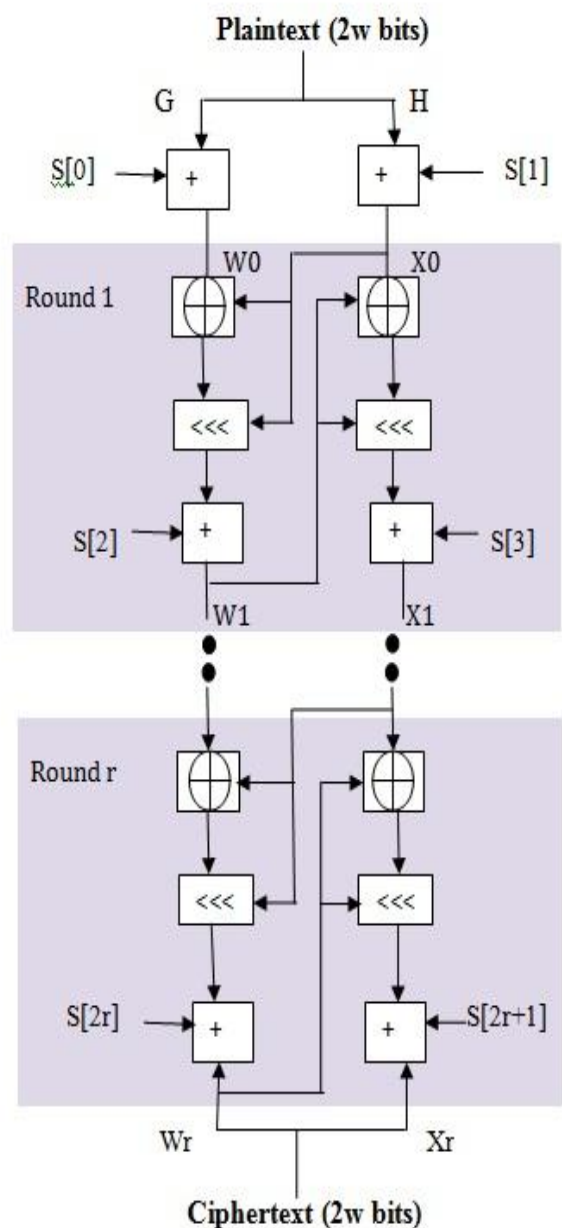 Plaintext (2w bits)
G H
S[0] + + S[1]
W0 X0
Round 1
<<< <<<
S[2] + + S[3]
W1 X1
Round r
<<< <<<
S[2r] + + S[2r+1]
Wr Xr
Ciphertext (2w bits)